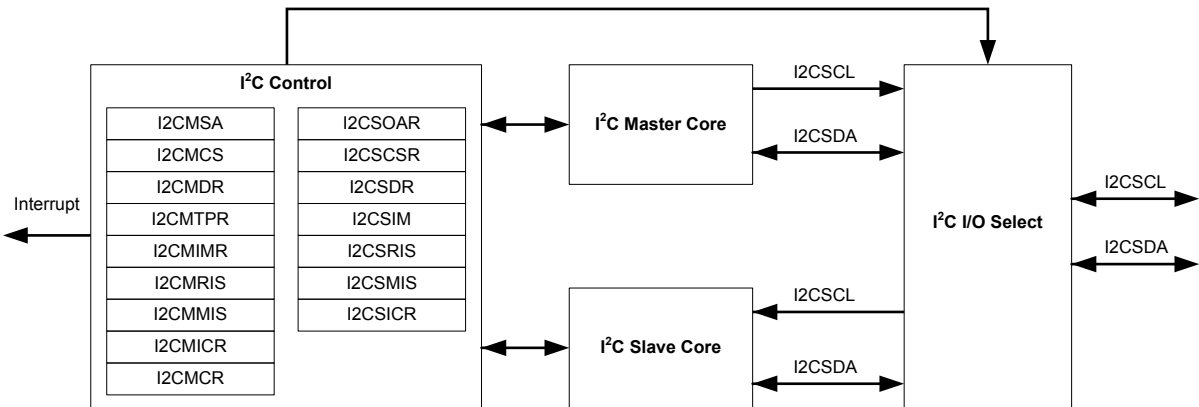 I²C Control
I2CMSA
I2CMCS
I2CMDR
I2CMTPR
I2CMIMR
I2CMRIS
I2CMMIS
I2CMICR
I2CMCR
I2CSOAR
I2CSCSR
I2CSDR
I2CSIM
I2CSRIS
I2CSMIS
I2CSICR
Interrupt
I²C Master Core
I2CSCL
I2CSDA
I²C Slave Core
I2CSCL
I2CSDA
I²C I/O Select
I2CSCL
I2CSDA